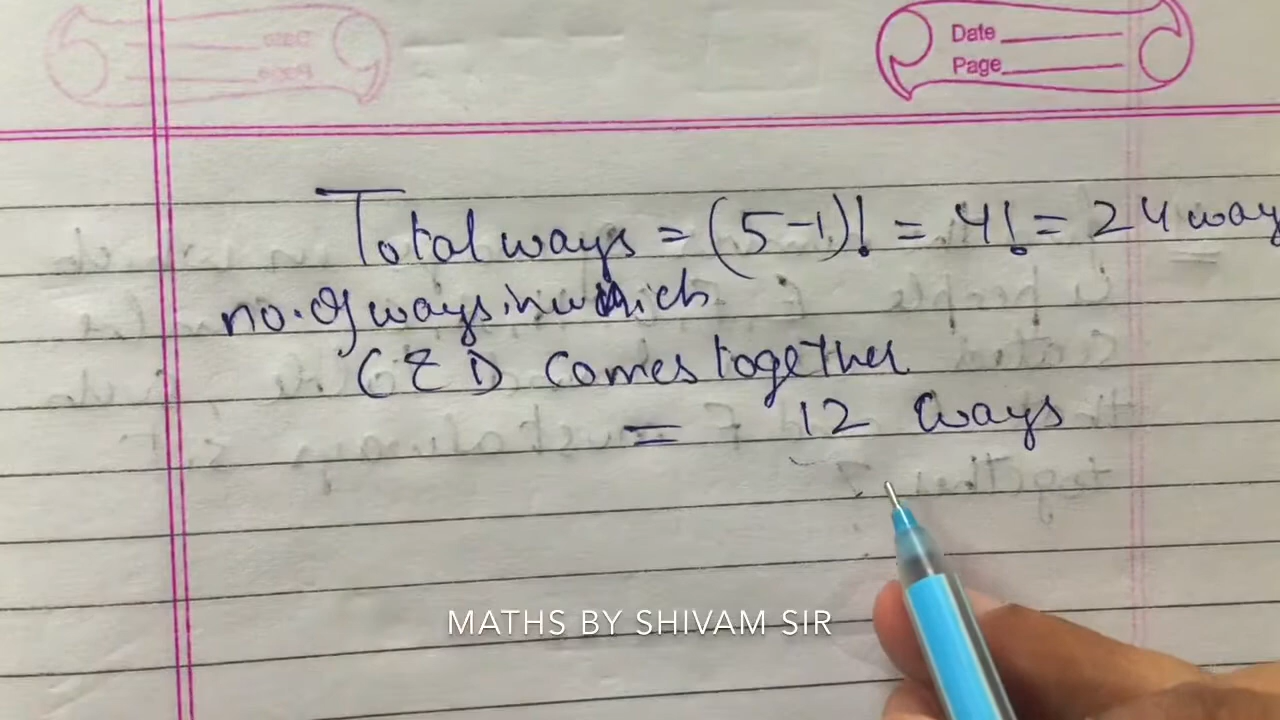 Date
Page
Total ways = (5-1)! = 4! = 24 way
no. of ways in which
C & D comes together
= 12 ways
MATHS BY SHIVAM SIR